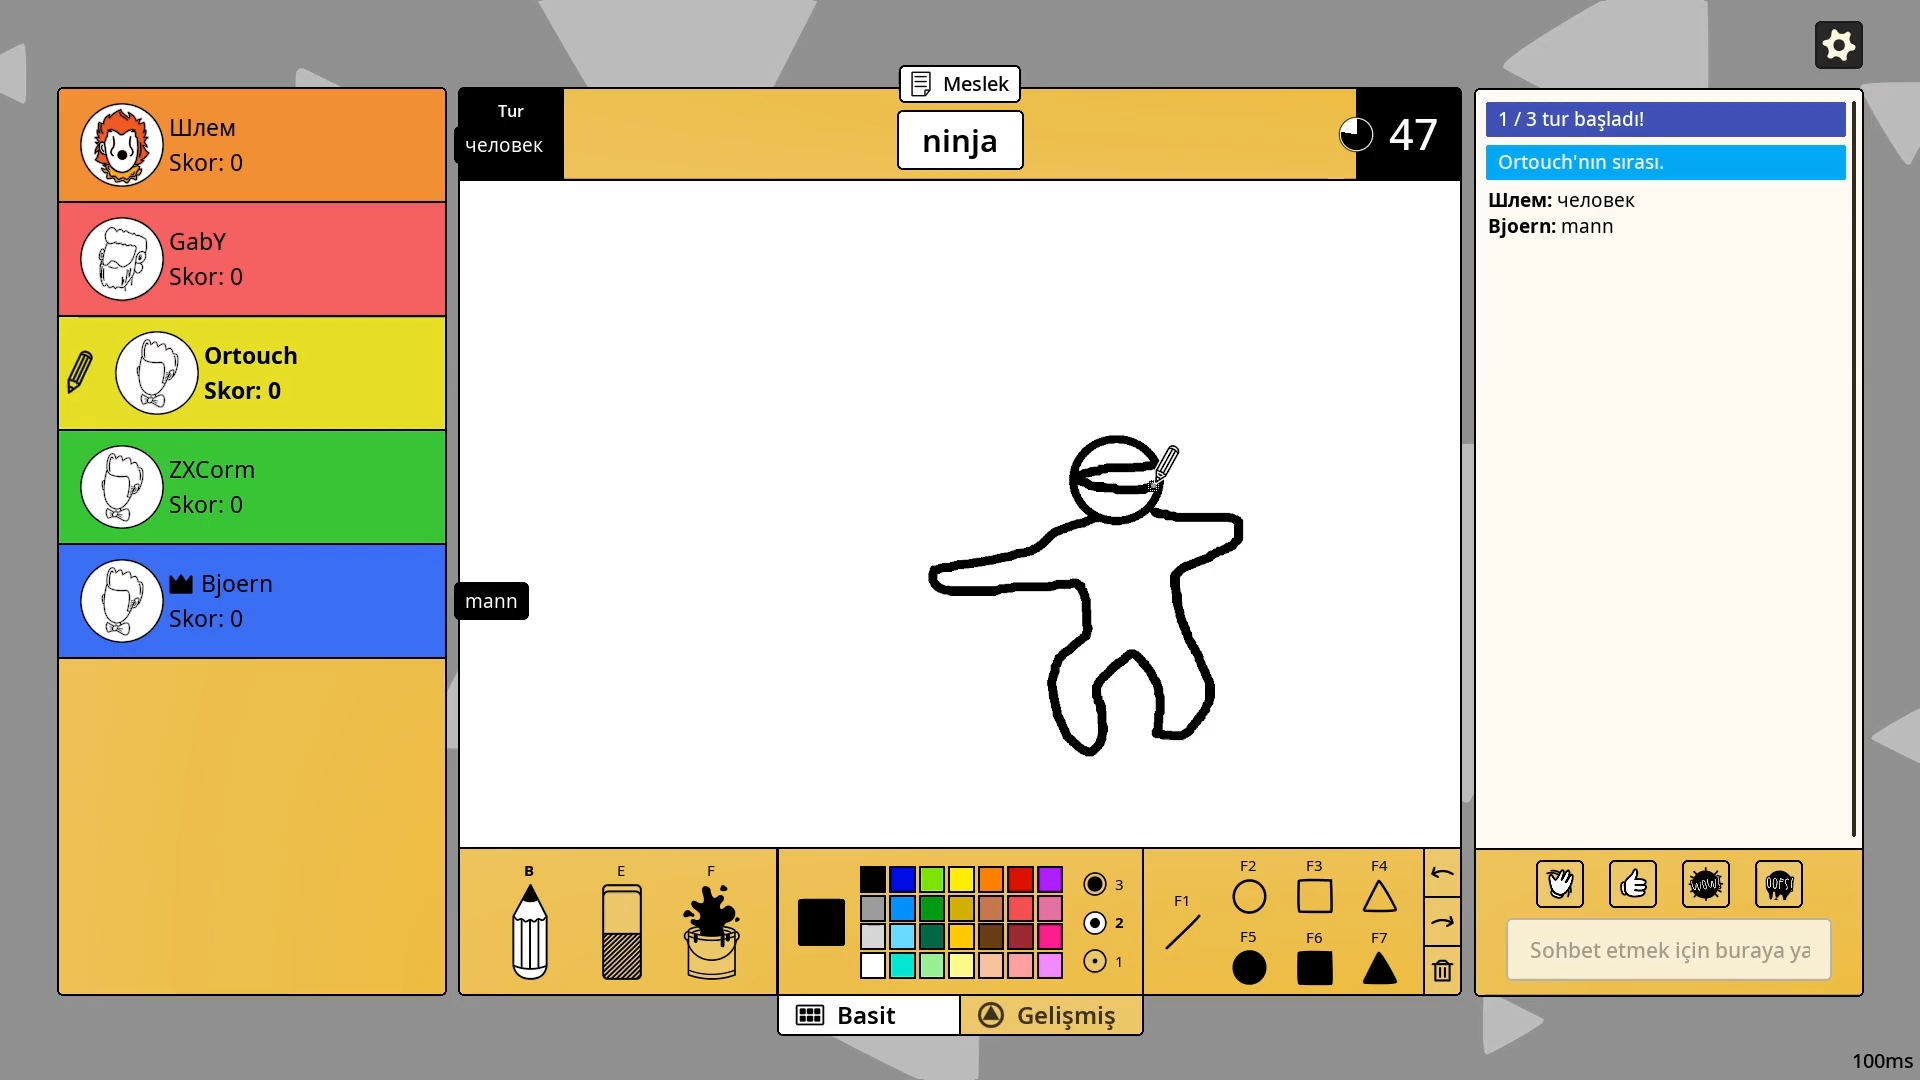 Meslek
Tur
человек
ninja
47
Шлем
Skor: 0
GabY
Skor: 0
Ortouch
Skor: 0
ZXCorm
Skor: 0
Bjoern
Skor: 0
mann
1 / 3 tur başladı!
Ortouch'nın sırası.
Шлем: человек
Bjoern: mann
B
E
F
3
2
1
F1
F2
F3
F4
F5
F6
F7
WOW!
OOPS!
Sohbet etmek için buraya ya
Basit
Gelişmiş
100ms